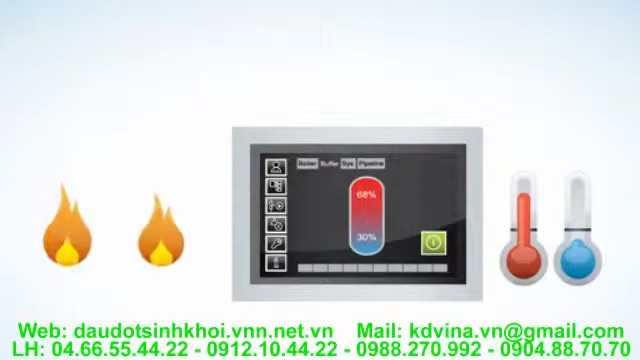 Boiler Buffer Sys Pipeline
68%
30%
Web: daudotsinhkhoi.vnn.net.vn Mail: kdvina.vn@gmail.com
LH: 04.66.55.44.22 - 0912.10.44.22 - 0988.270.992 - 0904.88.70.70